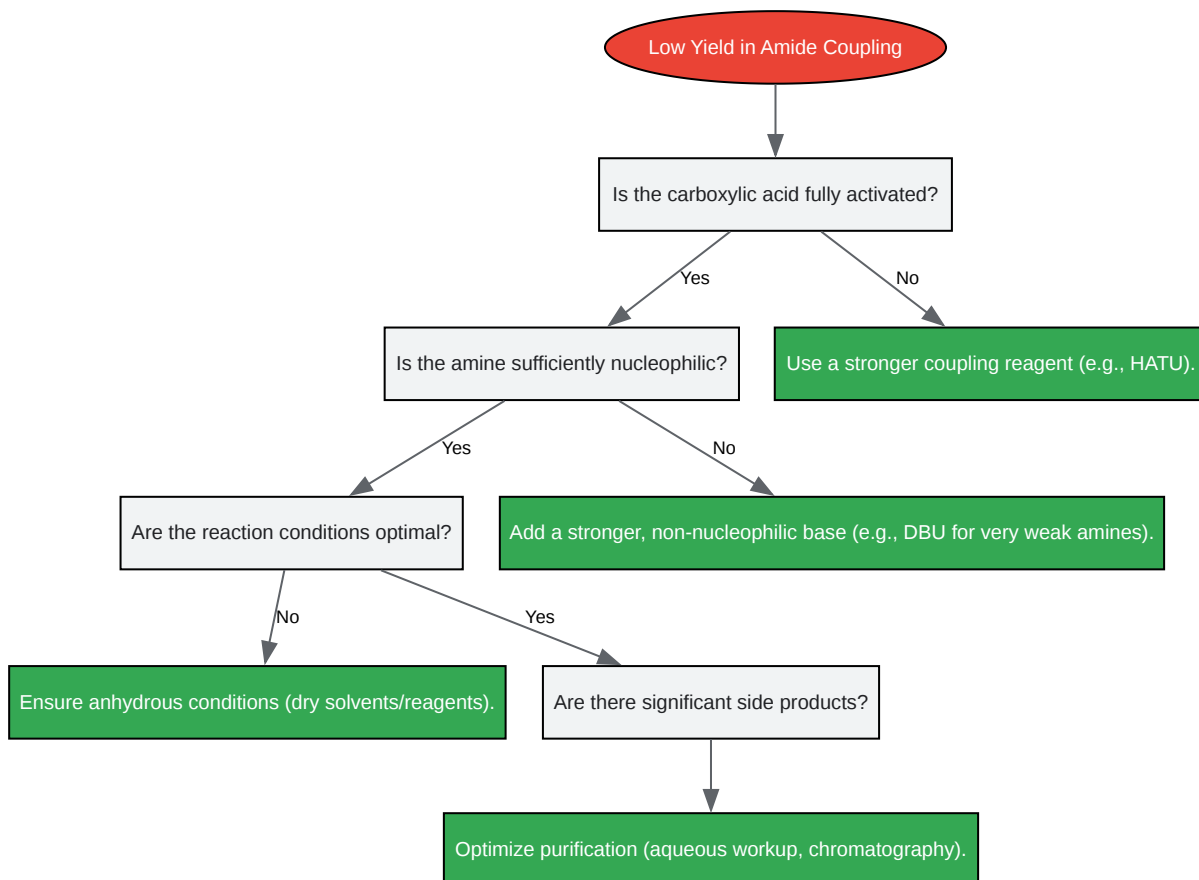 Low Yield in Amide Coupling
Is the carboxylic acid fully activated?
Yes
No
Is the amine sufficiently nucleophilic?
Use a stronger coupling reagent (e.g., HATU).
Yes
No
Are the reaction conditions optimal?
Add a stronger, non-nucleophilic base (e.g., DBU for very weak amines).
No
Yes
Ensure anhydrous conditions (dry solvents/reagents).
Are there significant side products?
Optimize purification (aqueous workup, chromatography).